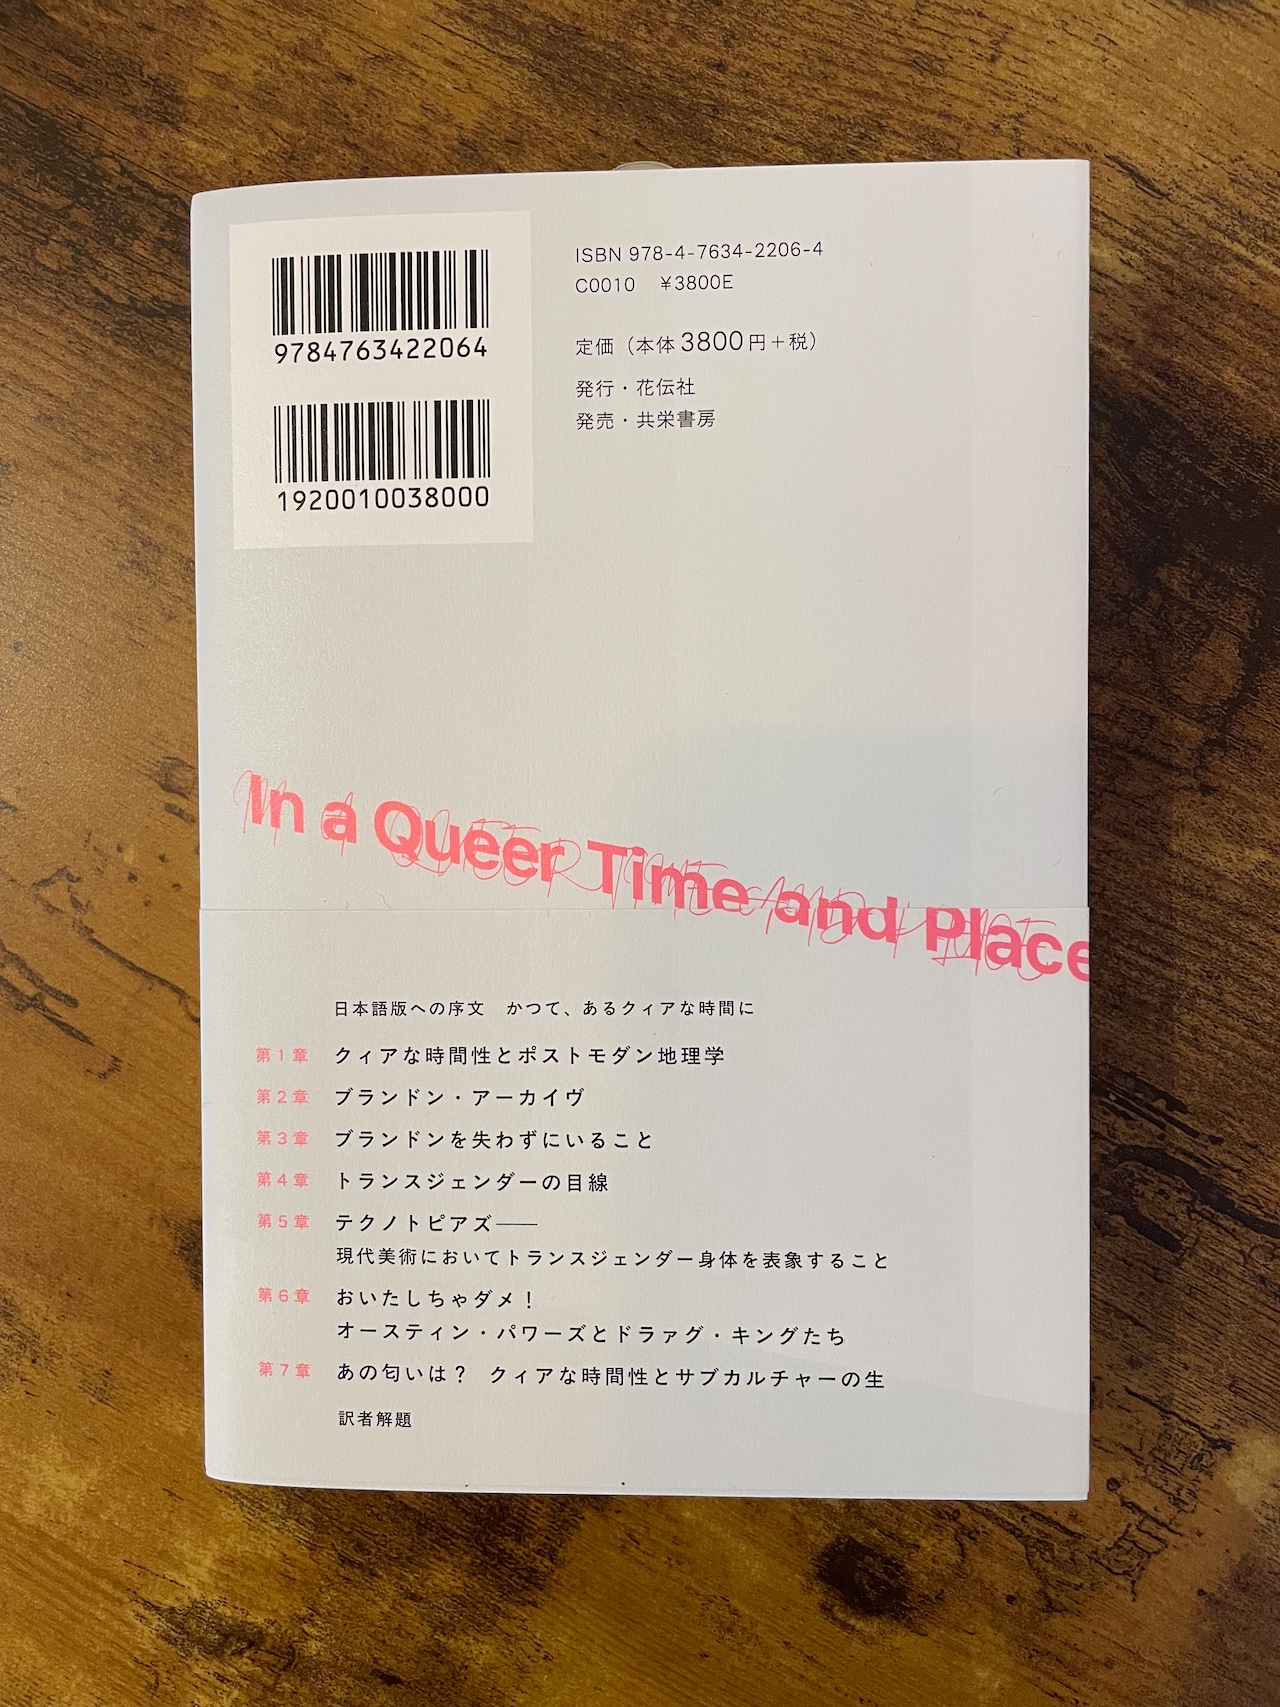 9784763422064
1920010038000
ISBN 978-4-7634-2206-4
C0010 ¥3800E
定価（本体3800円＋税）
発行・花伝社
発売・共栄書房
In a Queer Time and Place
日本語版への序文　かつて、あるクィアな時間に
第1章 クィアな時間性とポストモダン地理学
第2章 ブランドン・アーカイヴ
第3章 ブランドンを失わずにいること
第4章 トランスジェンダーの目線
第5章 テクノトピアズ――
現代美術においてトランスジェンダー身体を表象すること
第6章 おいたしちゃダメ！
オースティン・パワーズとドラァグ・キングたち
第7章 あの匂いは？　クィアな時間性とサブカルチャーの生
訳者解題